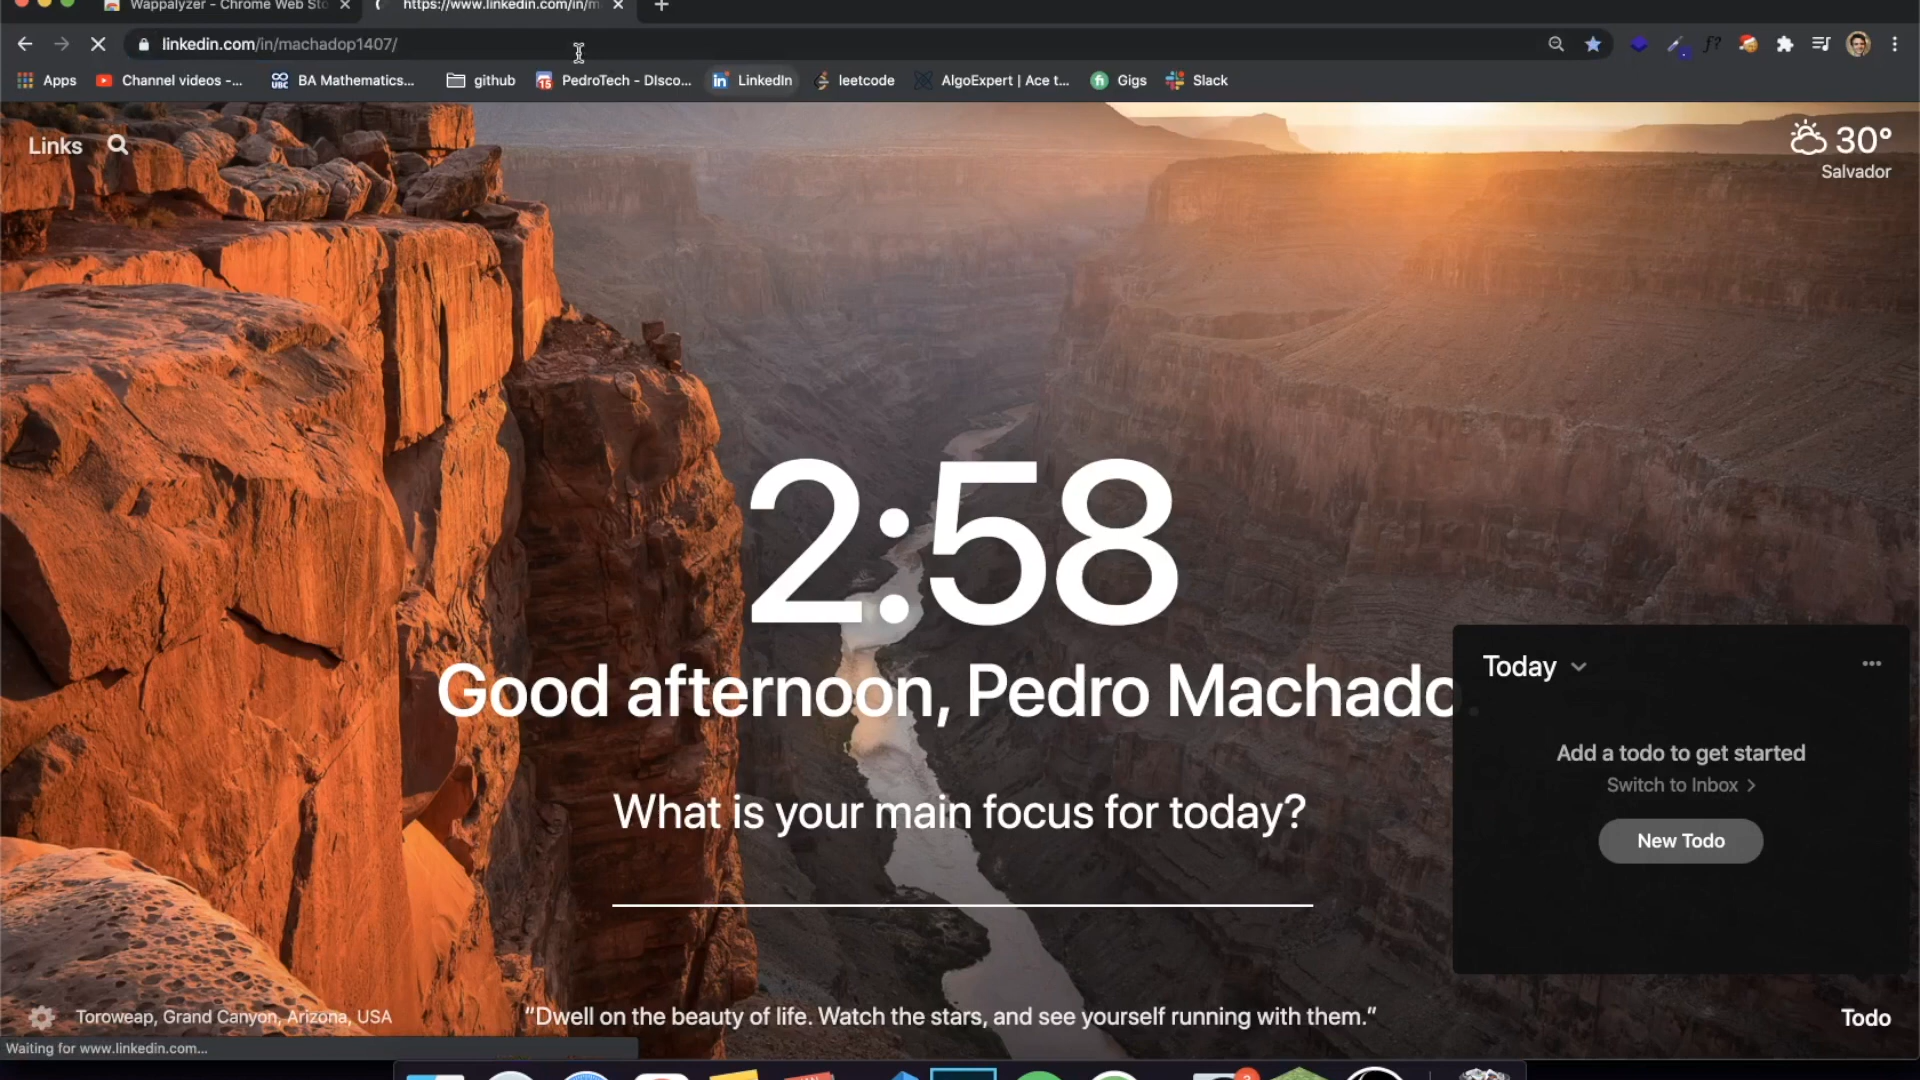 Wappalyzer - Chrome Web Sto
https://www.linkedin.com/in/m
linkedin.com/in/machadop1407/
Apps
Channel videos -...
BA Mathematics...
github
PedroTech - DIsco...
LinkedIn
leetcode
AlgoExpert | Ace t...
Gigs
Slack
Links
30°
Salvador
2:58
Good afternoon, Pedro Machado.
What is your main focus for today?
Today
Add a todo to get started
Switch to Inbox >
New Todo
Toroweap, Grand Canyon, Arizona, USA
“Dwell on the beauty of life. Watch the stars, and see yourself running with them.”
Todo
Waiting for www.linkedin.com...